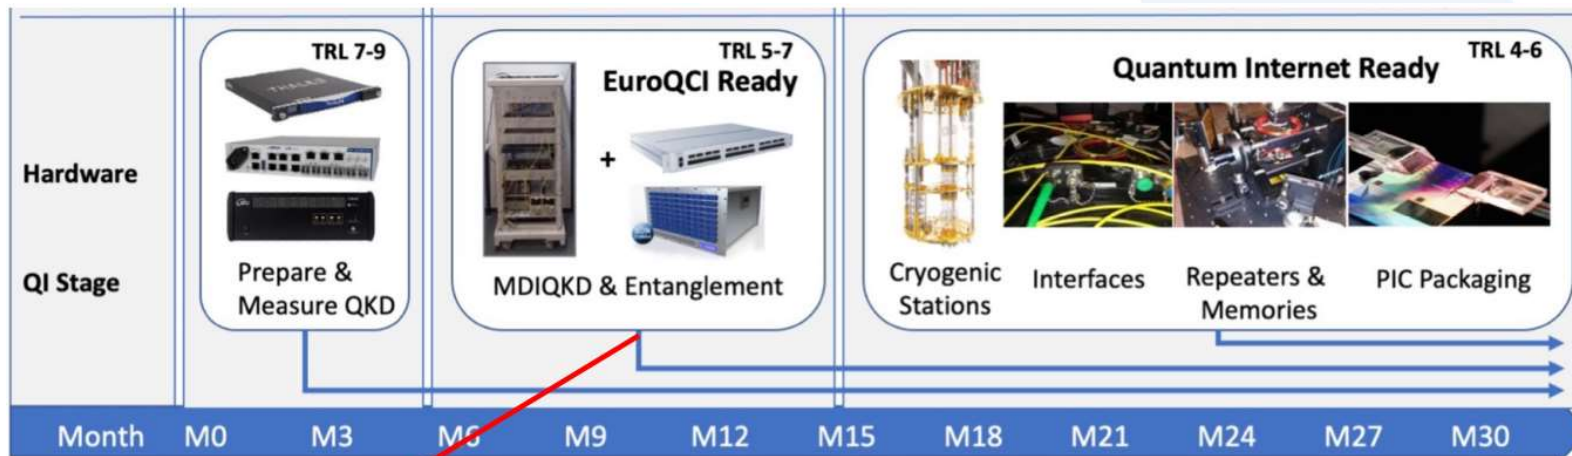 TRL 7-9
TRL 5-7
TRL 4-6
EuroQCI Ready
Quantum Internet Ready
THALES
Hardware
+
QI Stage
Prepare &
Measure QKD
MDIQKD & Entanglement
Cryogenic
Stations
Interfaces
Repeaters &
Memories
PIC Packaging
Month M0 M3 M6 M9 M12 M15 M18 M21 M24 M27 M30